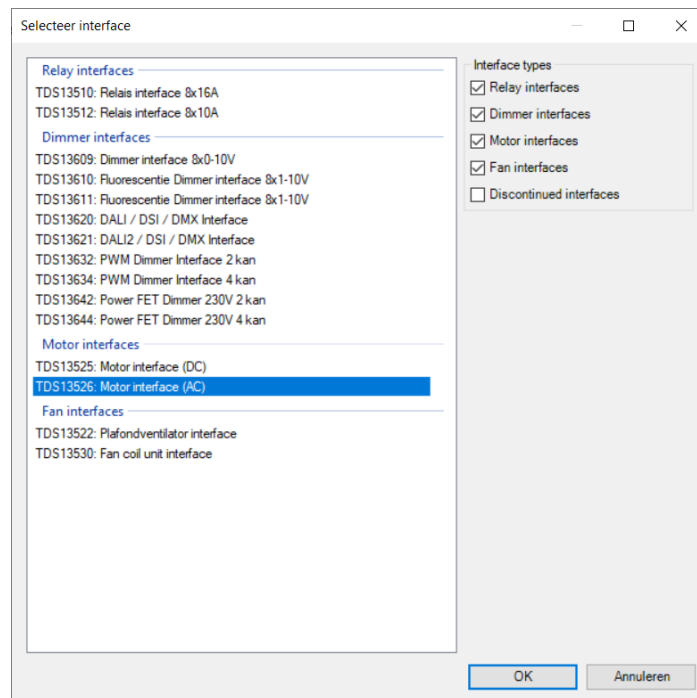 Selecteer interface
Relay interfaces
TDS13510: Relais interface 8x16A
TDS13512: Relais interface 8x10A
Dimmer interfaces
TDS13609: Dimmer interface 8x0-10V
TDS13610: Fluorescentie Dimmer interface 8x1-10V
TDS13611: Fluorescentie Dimmer interface 8x1-10V
TDS13620: DALI / DSI / DMX Interface
TDS13621: DALI2 / DSI / DMX Interface
TDS13632: PWM Dimmer Interface 2 kan
TDS13634: PWM Dimmer Interface 4 kan
TDS13642: Power FET Dimmer 230V 2 kan
TDS13644: Power FET Dimmer 230V 4 kan
Motor interfaces
TDS13525: Motor interface (DC)
TDS13526: Motor interface (AC)
Fan interfaces
TDS13522: Plafondventilator interface
TDS13530: Fan coil unit interface
Interface types
Relay interfaces
Dimmer interfaces
Motor interfaces
Fan interfaces
Discontinued interfaces
OK
Annuleren